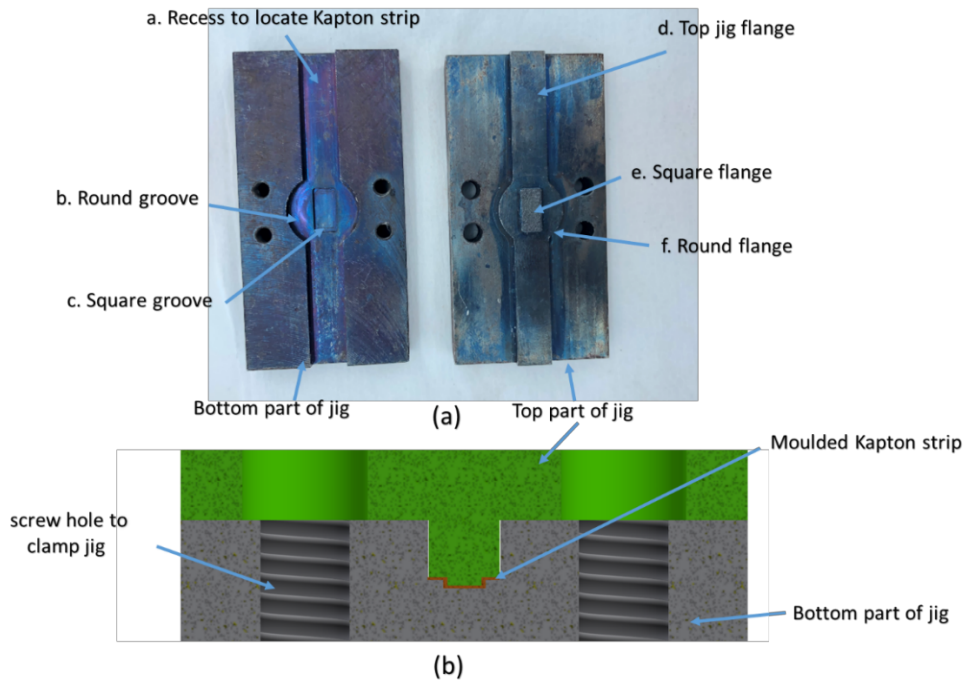 a. Recess to locate Kapton strip
d. Top jig flange
e. Square flange
b. Round groove
f. Round flange
c. Square groove
Bottom part of jig
(a)
Top part of jig
Moulded Kapton strip
screw hole to
clamp jig
Bottom part of jig
(b)